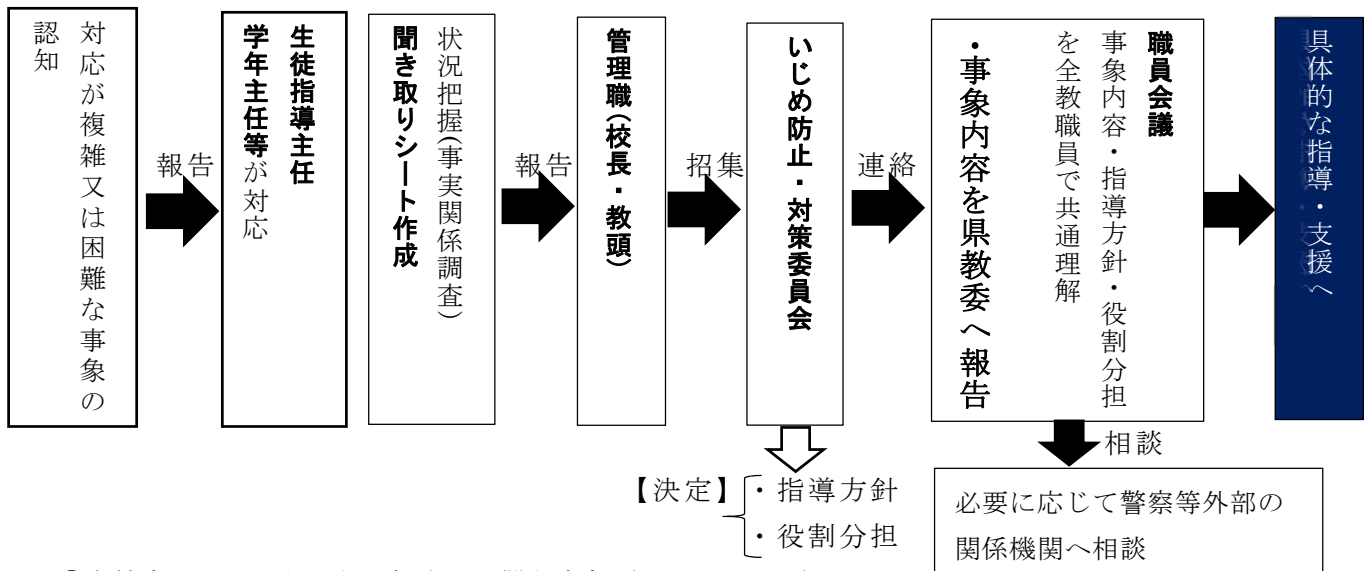 対応が複雑又は困難な事象の
認知
報告
生徒指導主任
学年主任等が対応
状況把握(事実関係調査)
聞き取りシート作成
報告
管理職(校長・教頭)
招集
いじめ防止・対策委員会
連絡
職員会議
事象内容・指導方針・役割分担
を全教職員で共通理解
・事象内容を県教委へ報告
具体的な指導・支援へ
【決定】
・指導方針
・役割分担
相談
必要に応じて警察等外部の
関係機関へ相談